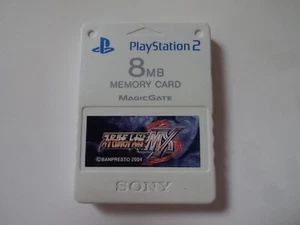 PlayStation 2
8MB
MEMORY CARD
MAGICGATE
MX
©BANPRESTO 2004
SONY